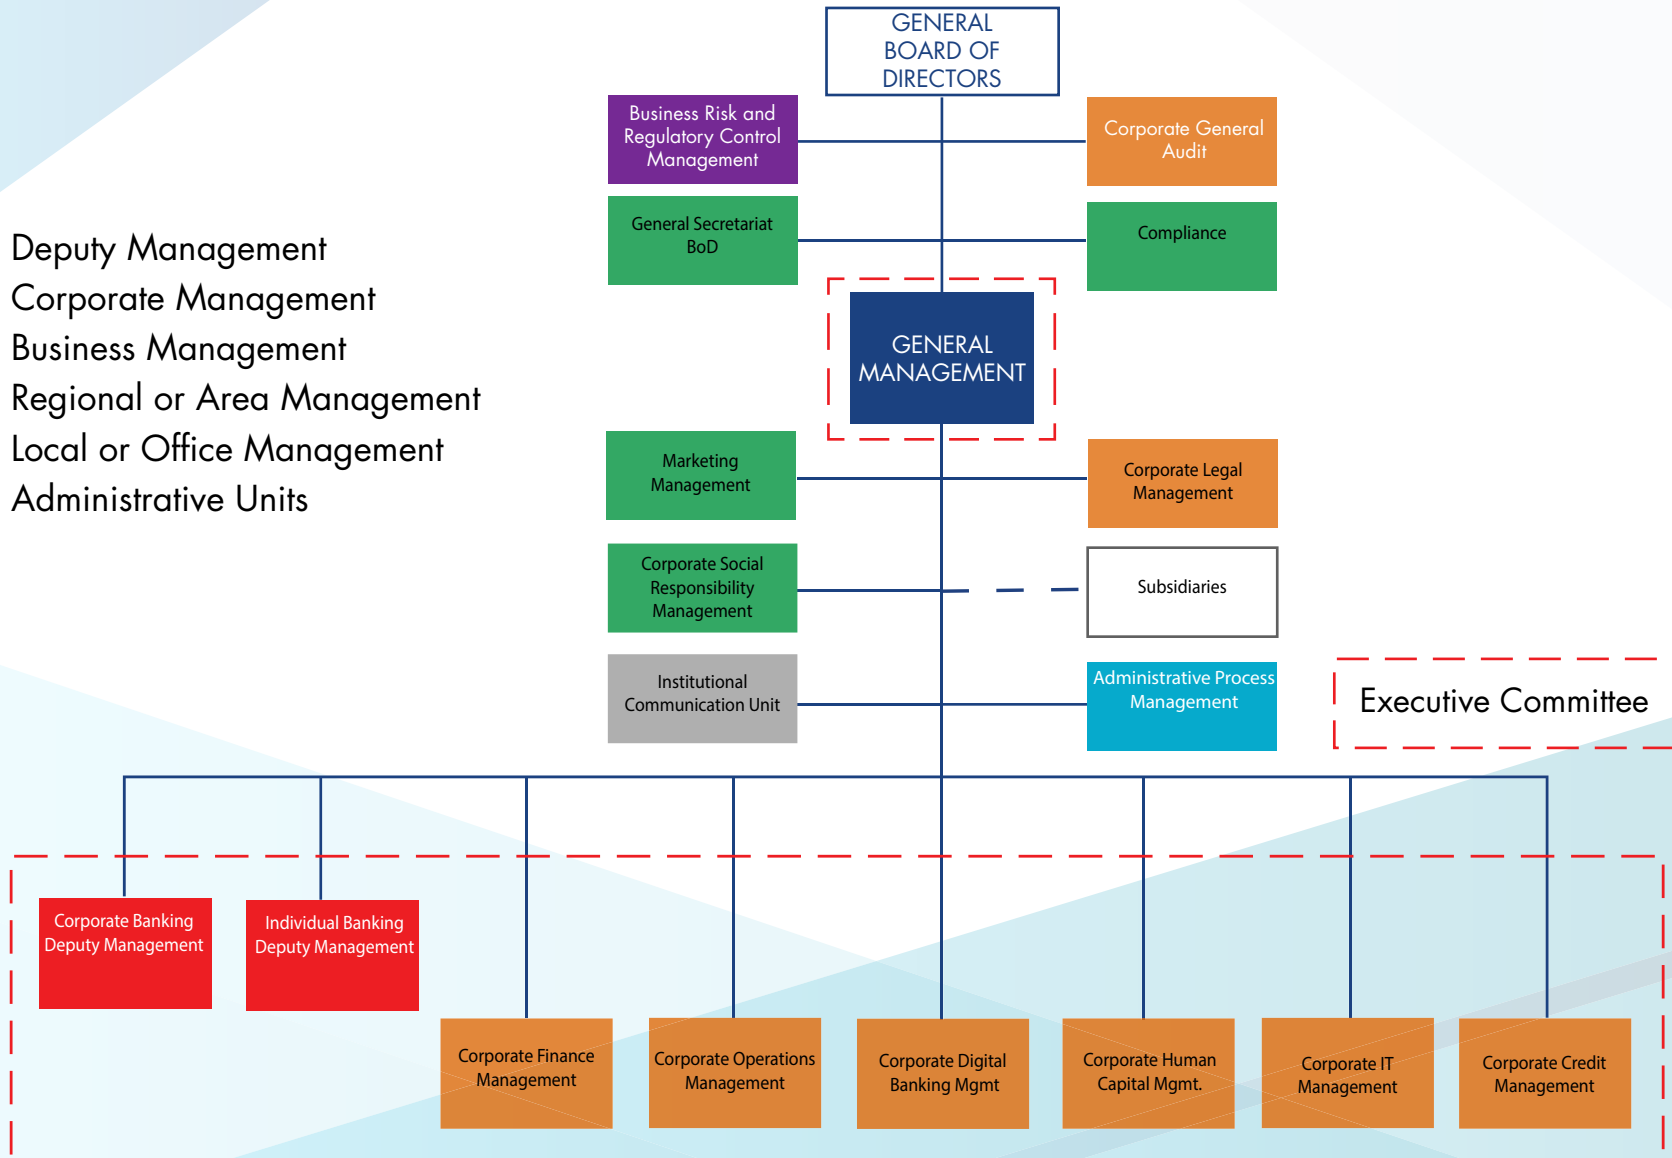 GENERAL
BOARD OF
DIRECTORS
Business Risk and
Regulatory Control
Management
Corporate General
Audit
General Secretariat
BoD
Compliance
Deputy Management
Corporate Management
Business Management
Regional or Area Management
Local or Office Management
Administrative Units
GENERAL
MANAGEMENT
Marketing
Management
Corporate Legal
Management
Corporate Social
Responsibility
Management
Subsidiaries
Institutional
Communication Unit
Administrative Process
Management
Executive Committee
Corporate Banking
Deputy Management
Individual Banking
Deputy Management
Corporate Finance
Management
Corporate Operations
Management
Corporate Digital
Banking Mgmt
Corporate Human
Capital Mgmt.
Corporate IT
Management
Corporate Credit
Management